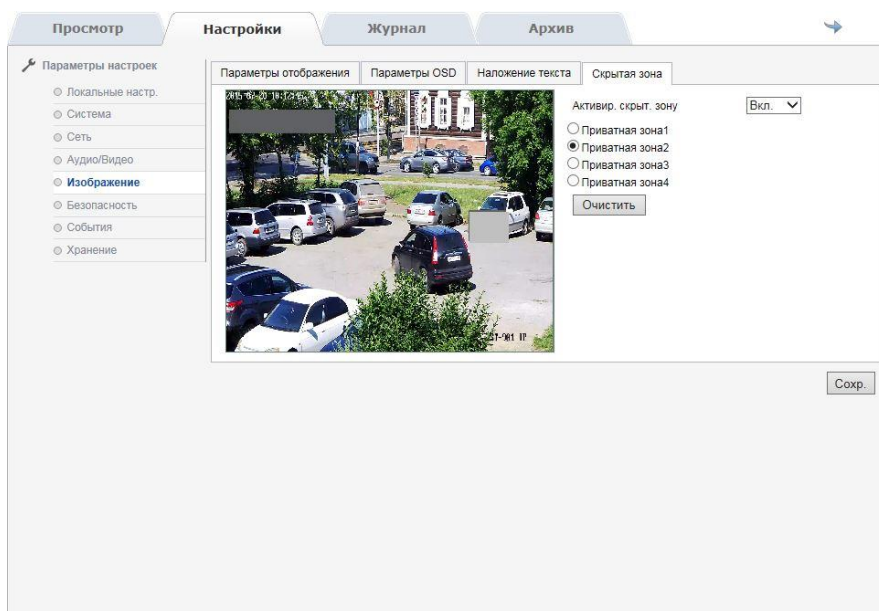 Просмотр
Настройки
Журнал
Архив
Параметры настроек
Локальные настр.
Система
Сеть
Аудио/Видео
Изображение
Безопасность
События
Хранение
Параметры отображения
Параметры OSD
Наложение текста
Скрытая зона
Активир. скрыт. зону
Вкл.
Приватная зона1
Приватная зона2
Приватная зона3
Приватная зона4
Очистить
Сохр.